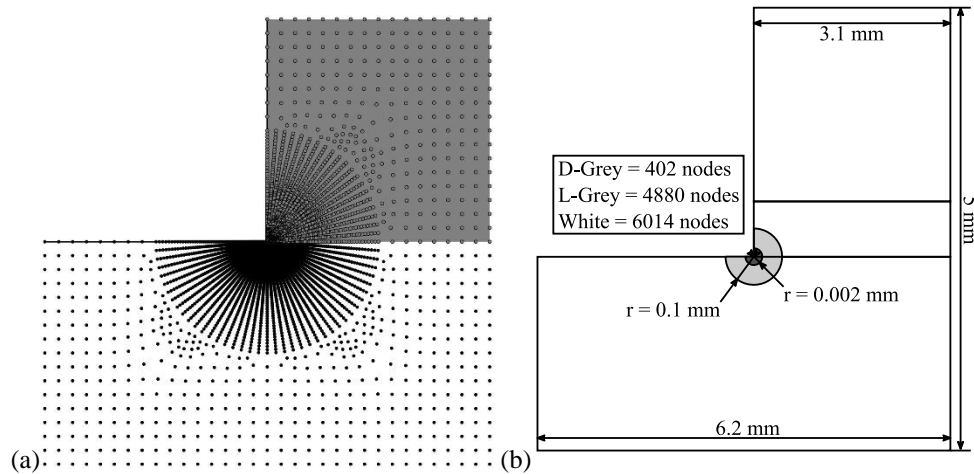 3.1 mm
D-Grey = 402 nodes
L-Grey = 4880 nodes
White = 6014 nodes
mm
r = 0.002 mm
r = 0.1 mm
6.2 mm
(a)
(b)